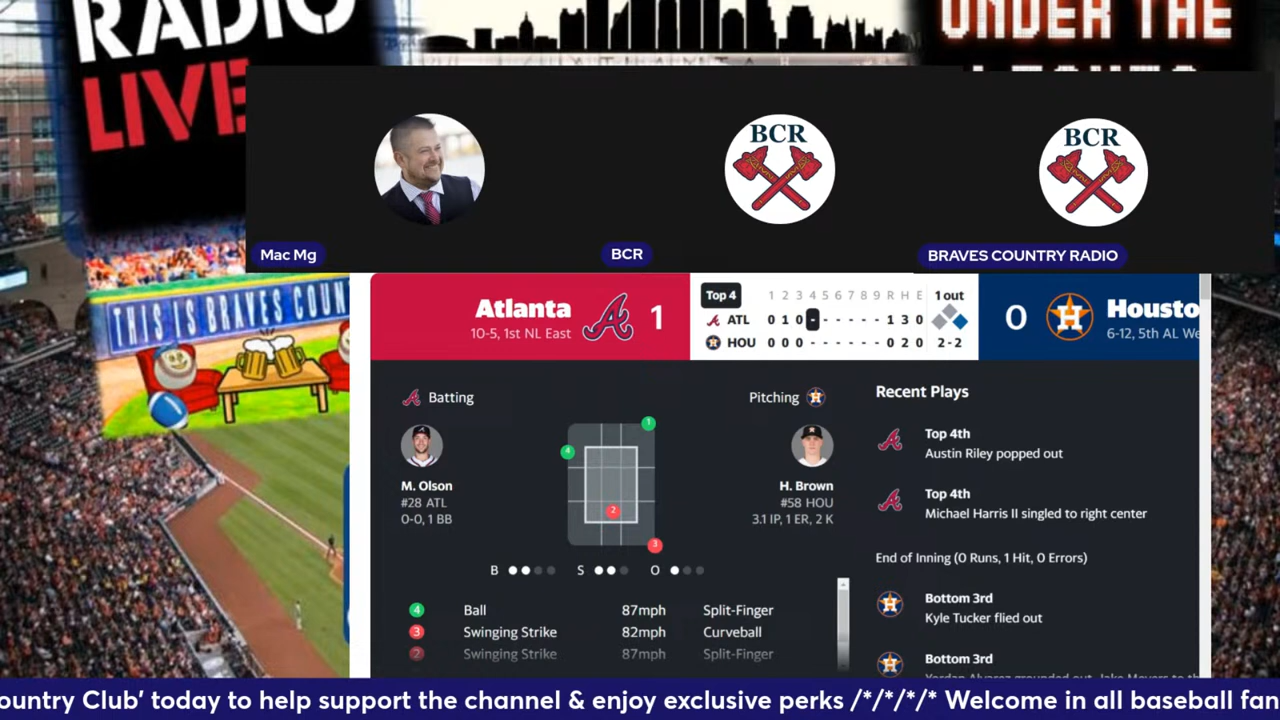 RADIO
LIVE
UNDER THE
THIS IS BRAVES COUN
BCR
BCR
Mac Mg
BCR
BRAVES COUNTRY RADIO
Atlanta
10-5, 1st NL East
1
Top 4
1 2 3 4 5 6 7 8 9 R H E
ATL 0 1 0 - - - - - - 1 3 0
HOU 0 0 0 - - - - - - 0 2 0
1 out
2-2
0
Housto
6-12, 5th AL We
Batting
M. Olson
#28 ATL
0-0, 1 BB
1
4
2
3
Pitching
H. Brown
#58 HOU
3.1 IP, 1 ER, 2 K
B S O
4 Ball 87mph Split-Finger
3 Swinging Strike 82mph Curveball
2 Swinging Strike 87mph Split-Finger
Recent Plays
Top 4th
Austin Riley popped out
Top 4th
Michael Harris II singled to right center
End of Inning (0 Runs, 1 Hit, 0 Errors)
Bottom 3rd
Kyle Tucker flied out
Bottom 3rd
ountry Club' today to help support the channel & enjoy exclusive perks /*/*/*/* Welcome in all baseball fan